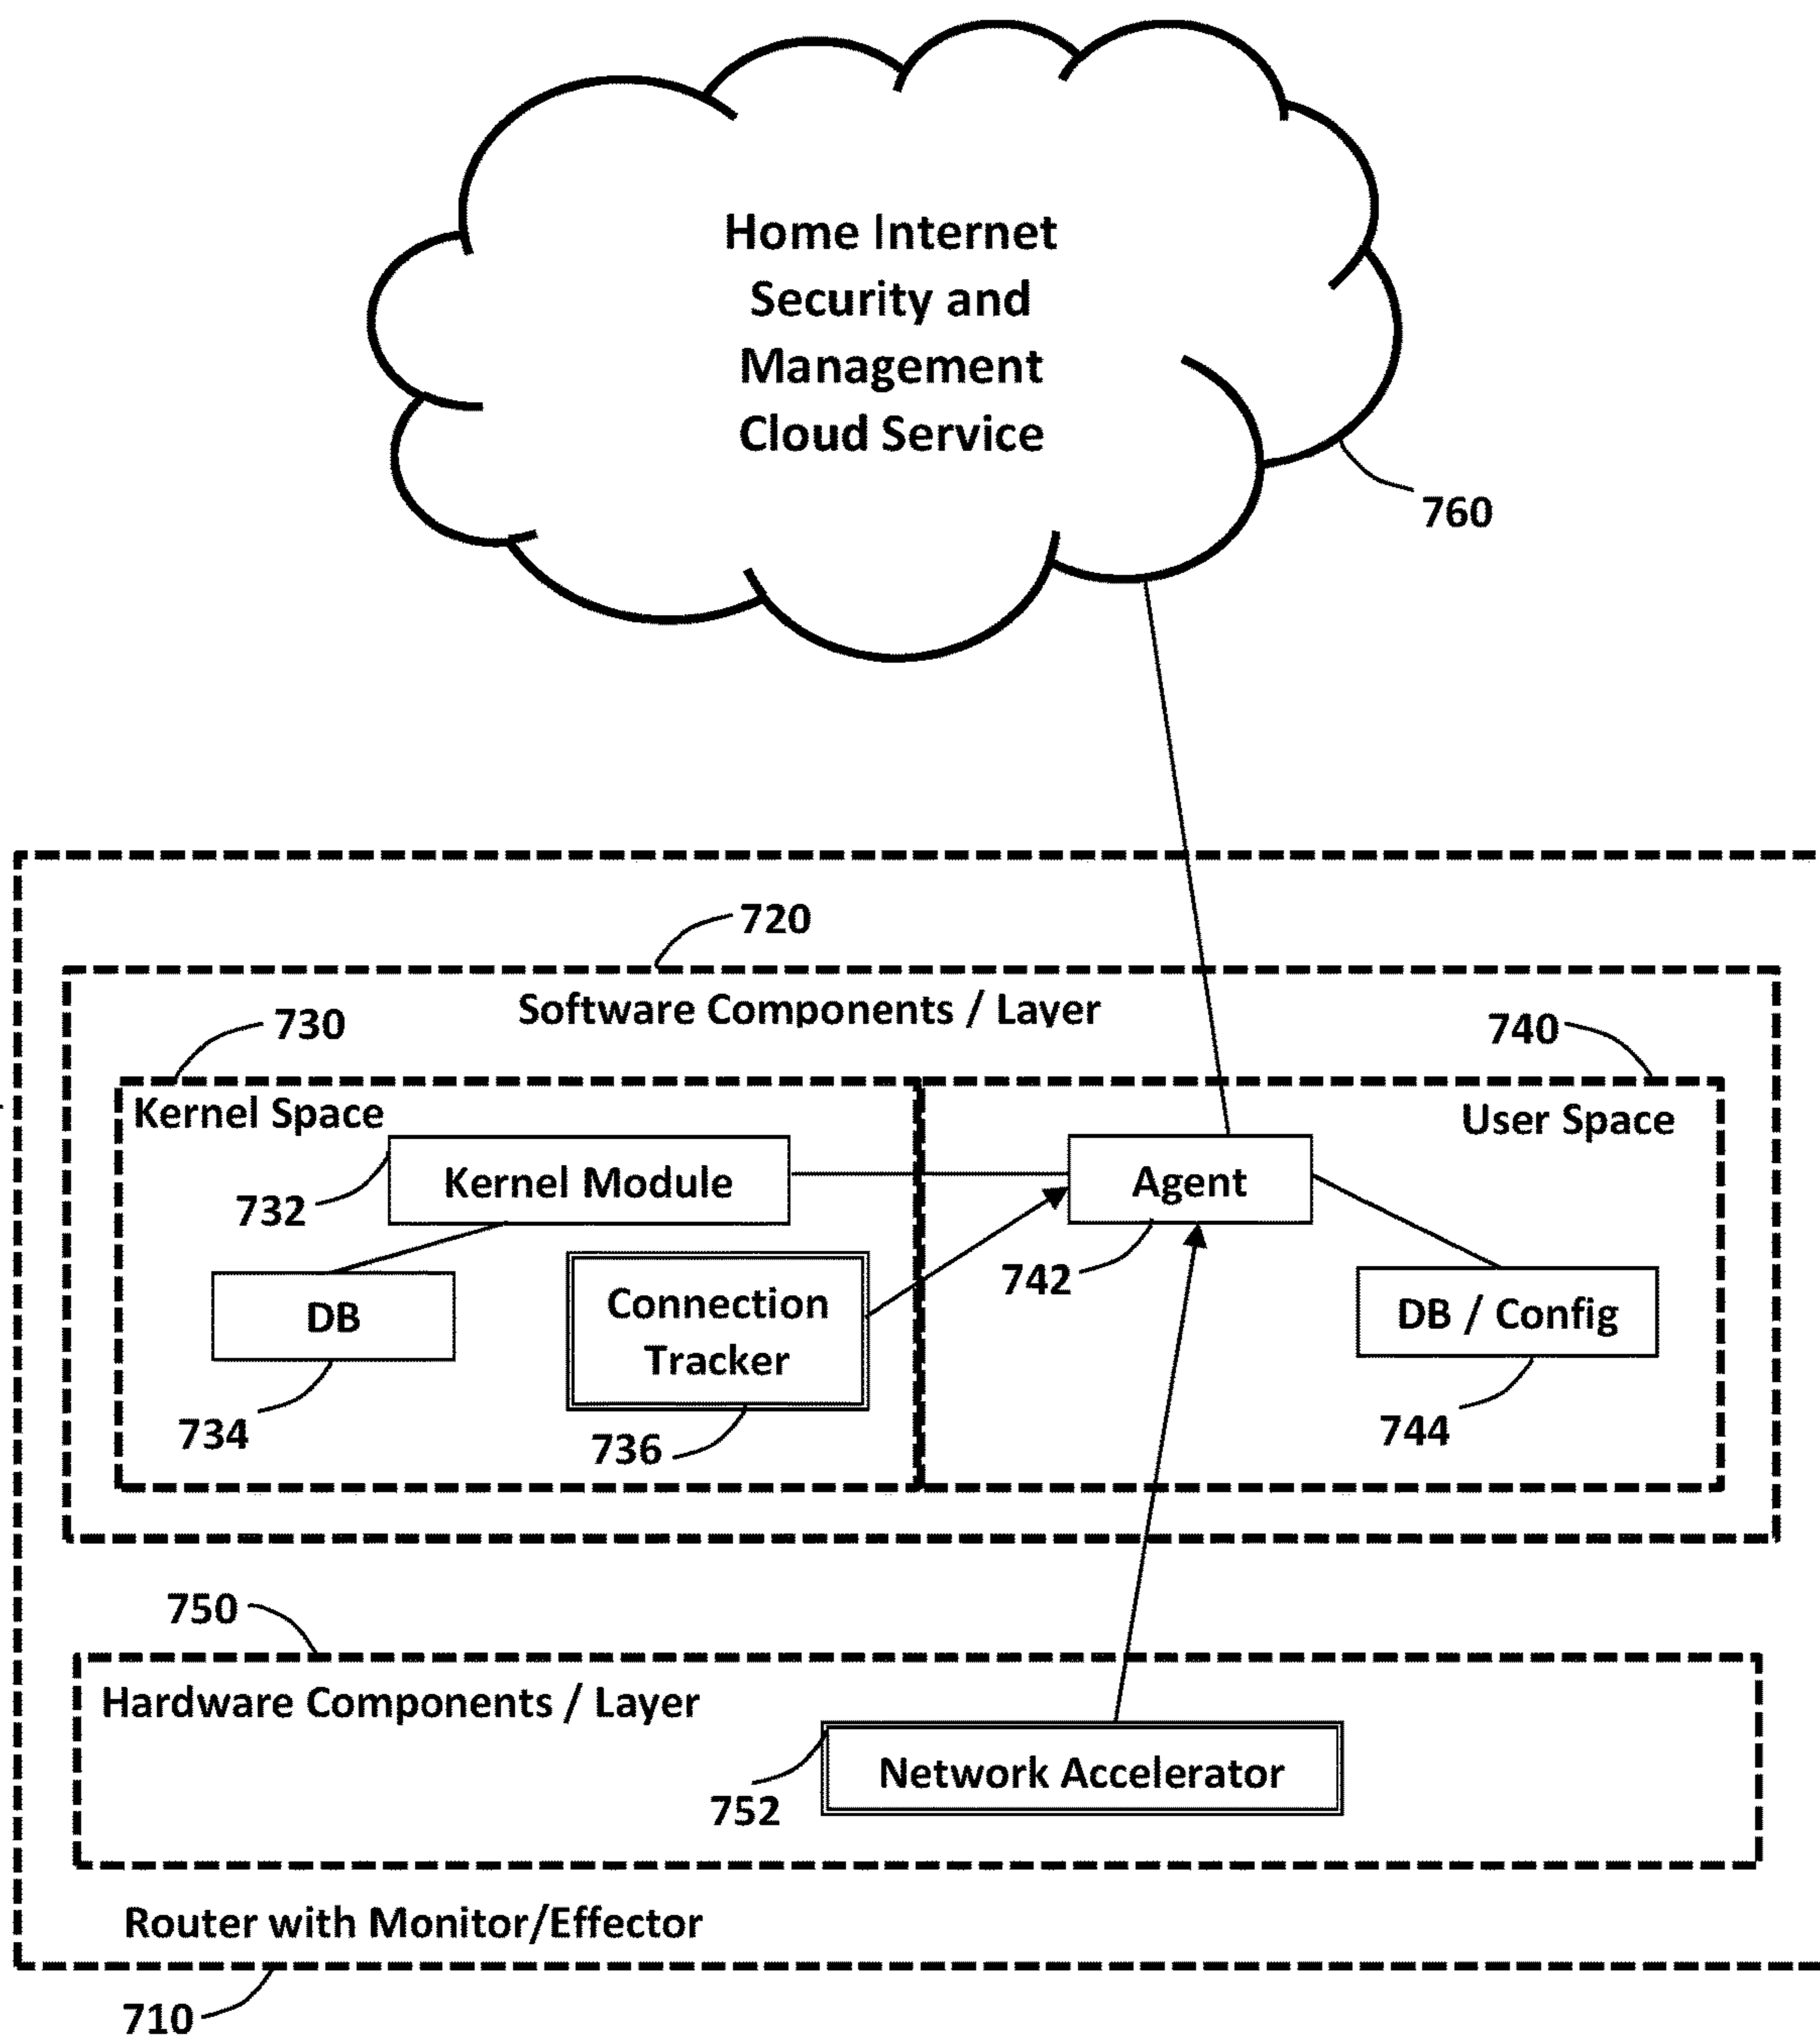 Home Internet
Security and
Management
Cloud Service
760
720
Software Components / Layer
730
740
Kernel Space
User Space
Kernel Module
Agent
732
742
DB
Connection
Tracker
DB / Config
734
736
744
750
Hardware Components / Layer
Network Accelerator
752
Router with Monitor/Effector
710